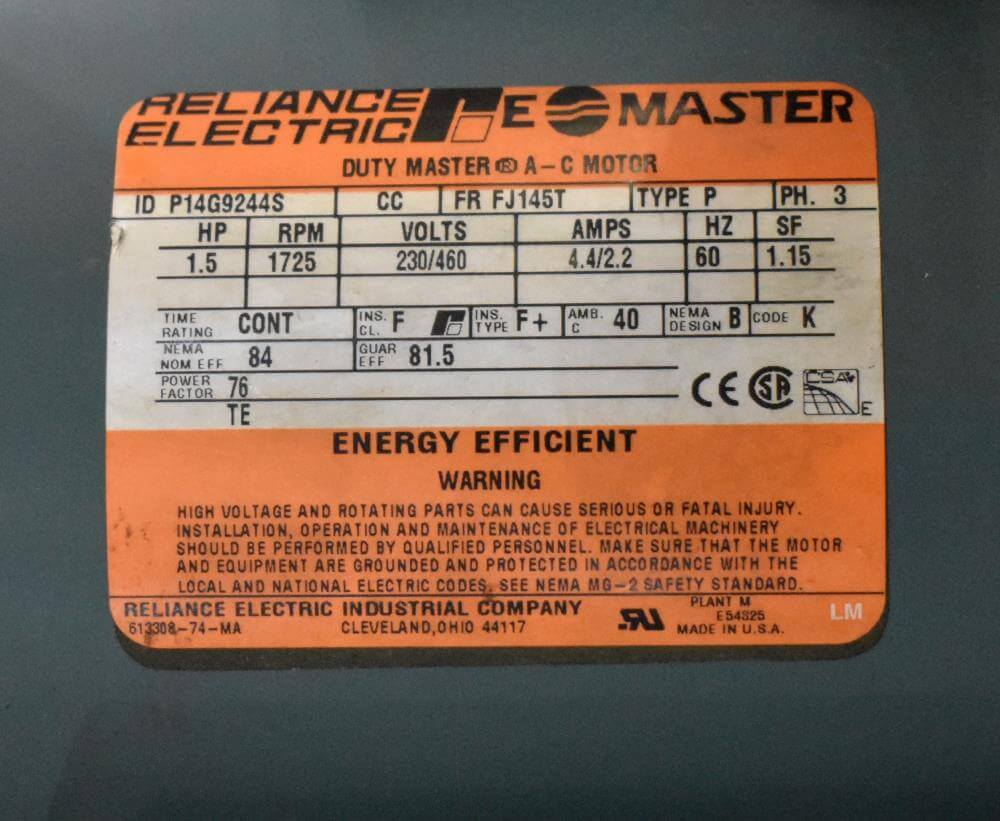 RELIANCE ELECTRIC E MASTER
DUTY MASTER ® A-C MOTOR
ID P14G9244S CC FR FJ145T TYPE P PH. 3
HP RPM VOLTS AMPS HZ SF
1.5 1725 230/460 4.4/2.2 60 1.15
TIME RATING CONT INS. CL. F INS. TYPE F+ AMB. C 40 NEMA DESIGN B CODE K
NEMA NOM EFF 84 GUAR EFF 81.5
POWER FACTOR 76
TE
CE SA CSA E
ENERGY EFFICIENT
WARNING
HIGH VOLTAGE AND ROTATING PARTS CAN CAUSE SERIOUS OR FATAL INJURY.
INSTALLATION, OPERATION AND MAINTENANCE OF ELECTRICAL MACHINERY
SHOULD BE PERFORMED BY QUALIFIED PERSONNEL. MAKE SURE THAT THE MOTOR
AND EQUIPMENT ARE GROUNDED AND PROTECTED IN ACCORDANCE WITH THE
LOCAL AND NATIONAL ELECTRIC CODES. SEE NEMA MG-2 SAFETY STANDARD.
RELIANCE ELECTRIC INDUSTRIAL COMPANY
613308-74-MA CLEVELAND, OHIO 44117
RU
PLANT M
E54325
MADE IN U.S.A.
LM